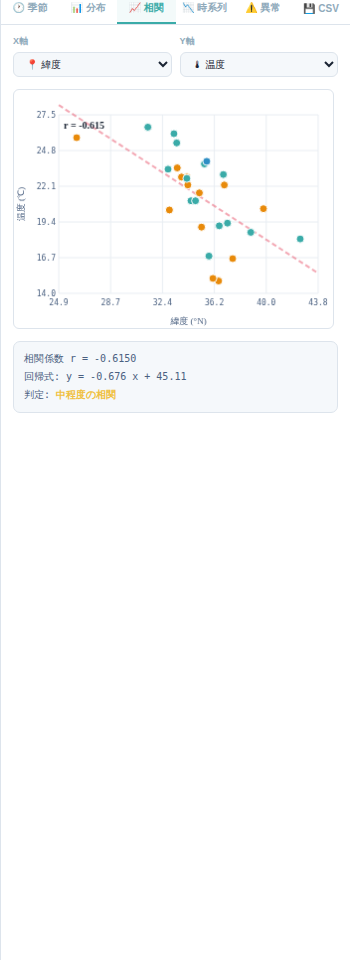 🕐 季節 📊 分布 📈 相関 📉 時系列 ⚠️ 異常 💾 CSV
X軸 Y軸
📍 緯度 🌡 温度
27.5
r = -0.615
24.8
22.1
温度 (℃)
19.4
16.7
14.0
24.9 28.7 32.4 36.2 40.0 43.8
緯度 (°N)
相関係数 r = -0.6150
回帰式: y = -0.676 x + 45.11
判定: 中程度の相関